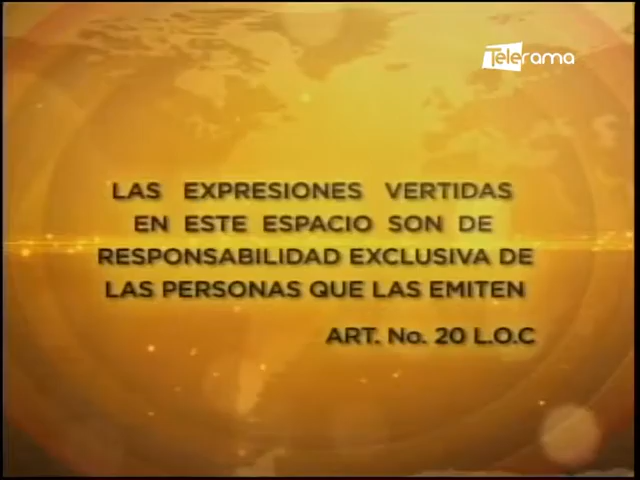 Telerama
LAS EXPRESIONES VERTIDAS
EN ESTE ESPACIO SON DE
RESPONSABILIDAD EXCLUSIVA DE
LAS PERSONAS QUE LAS EMITEN
ART. No. 20 L.O.C